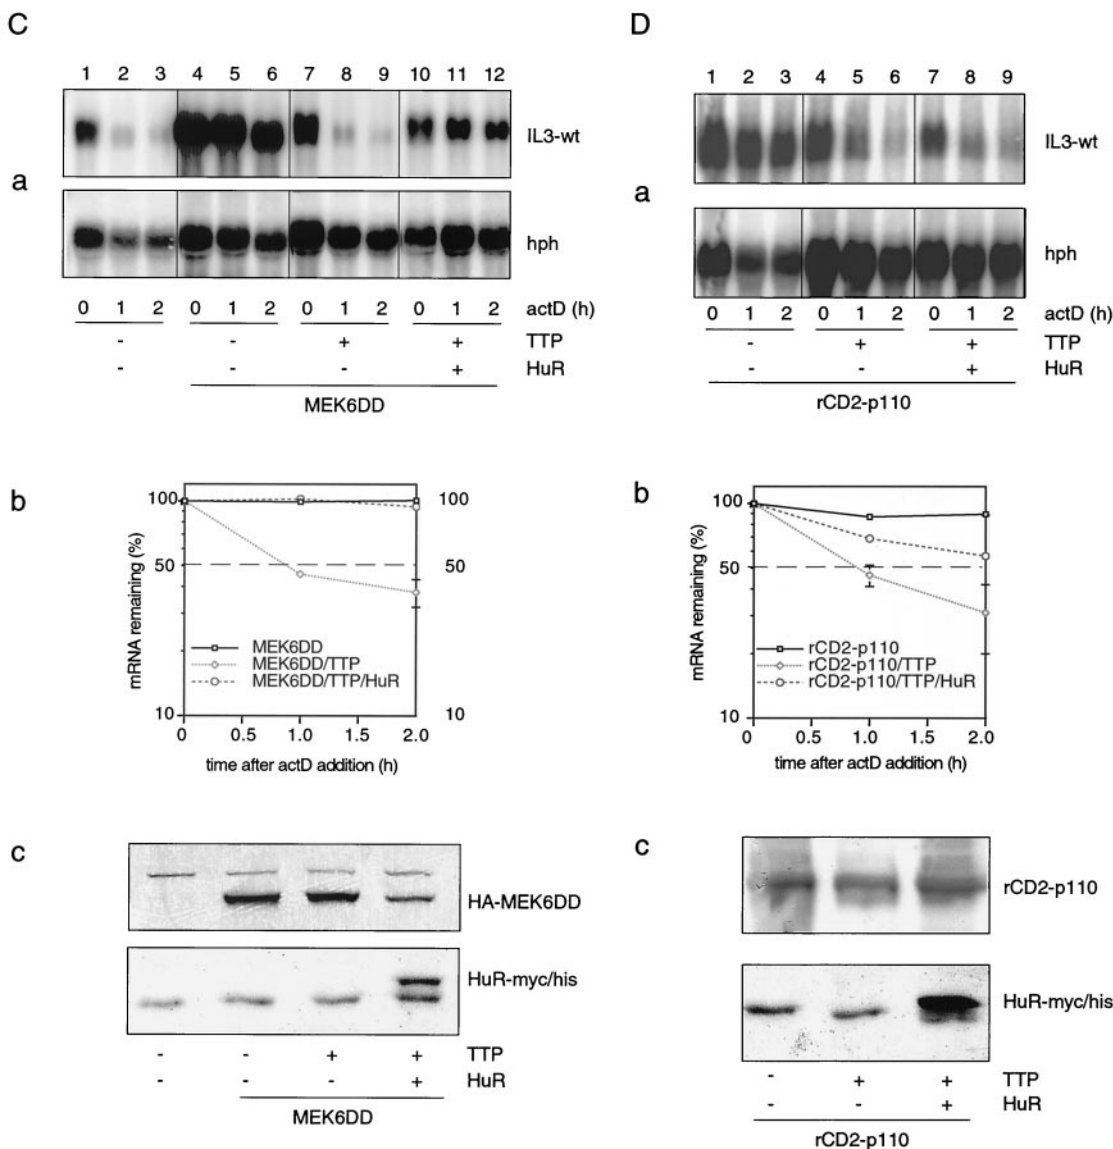 C
1 2 3 4 5 6 7 8 9 10 11 12
IL3-wt
a
hph
0 1 2 0 1 2 0 1 2 0 1 2 actD (h)
- - + + TTP
- - - + HuR
MEK6DD
b
100
50
10
mRNA remaining (%)
100
50
10
MEK6DD
MEK6DD/TTP
MEK6DD/TTP/HuR
0 0.5 1.0 1.5 2.0
time after actD addition (h)
c
HA-MEK6DD
HuR-myc/his
- - + + TTP
- - - + HuR
MEK6DD
D
1 2 3 4 5 6 7 8 9
IL3-wt
a
hph
0 1 2 0 1 2 0 1 2 actD (h)
- + + TTP
- - + HuR
rCD2-p110
b
100
50
10
mRNA remaining (%)
rCD2-p110
rCD2-p110/TTP
rCD2-p110/TTP/HuR
0 0.5 1.0 1.5 2.0
time after actD addition (h)
c
rCD2-p110
HuR-myc/his
- + + TTP
- - + HuR
rCD2-p110